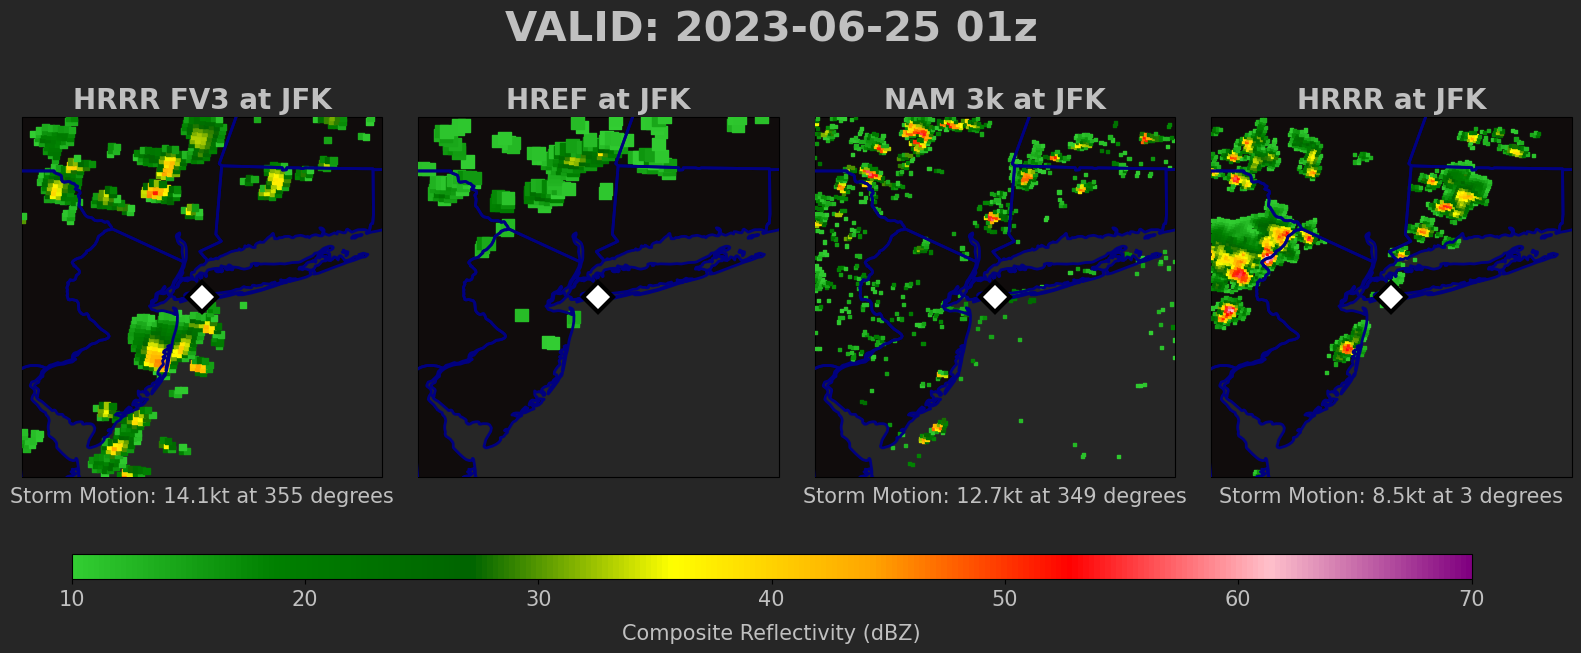 VALID: 2023-06-25 01z
HRRR FV3 at JFK
HREF at JFK
NAM 3k at JFK
HRRR at JFK
Storm Motion: 14.1kt at 355 degrees
Storm Motion: 12.7kt at 349 degrees
Storm Motion: 8.5kt at 3 degrees
10 20 30 40 50 60 70
Composite Reflectivity (dBZ)